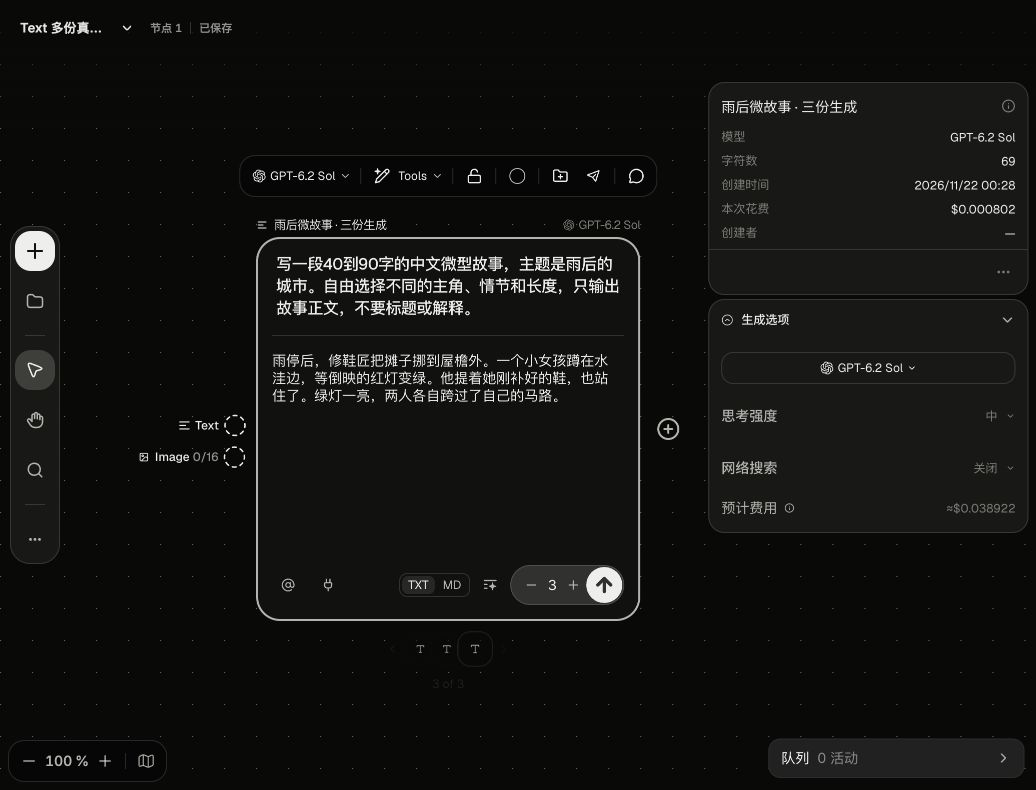 Text 多份真...
节点 1
已保存
GPT-6.2 Sol
Tools
雨后微故事 · 三份生成
GPT-6.2 Sol
写一段40到90字的中文微型故事，主题是雨后的
城市。自由选择不同的主角、情节和长度，只输出
故事正文，不要标题或解释。
雨停后，修鞋匠把摊子挪到屋檐外。一个小女孩蹲在水
洼边，等倒映的红灯变绿。他提着她刚补好的鞋，也站
住了。绿灯一亮，两人各自跨过了自己的马路。
Text
Image 0/16
TXT
MD
3
T T T
3 of 3
雨后微故事 · 三份生成
模型 GPT-6.2 Sol
字符数 69
创建时间 2026/11/22 00:28
本次花费 $0.000802
创建者 —
生成选项
GPT-6.2 Sol
思考强度 中
网络搜索 关闭
预计费用 ≈$0.038922
100 %
队列 0 活动